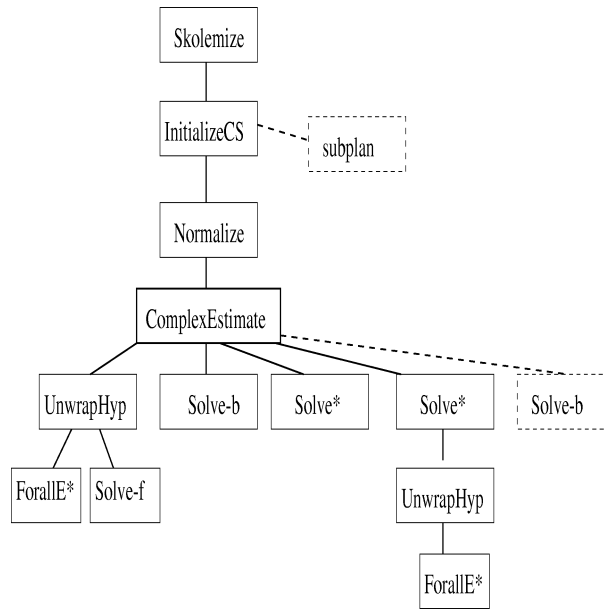 Skolemize
InitializeCS
subplan
Normalize
ComplexEstimate
UnwrapHyp
Solve-b
Solve*
Solve*
Solve-b
ForallE*
Solve-f
UnwrapHyp
ForallE*